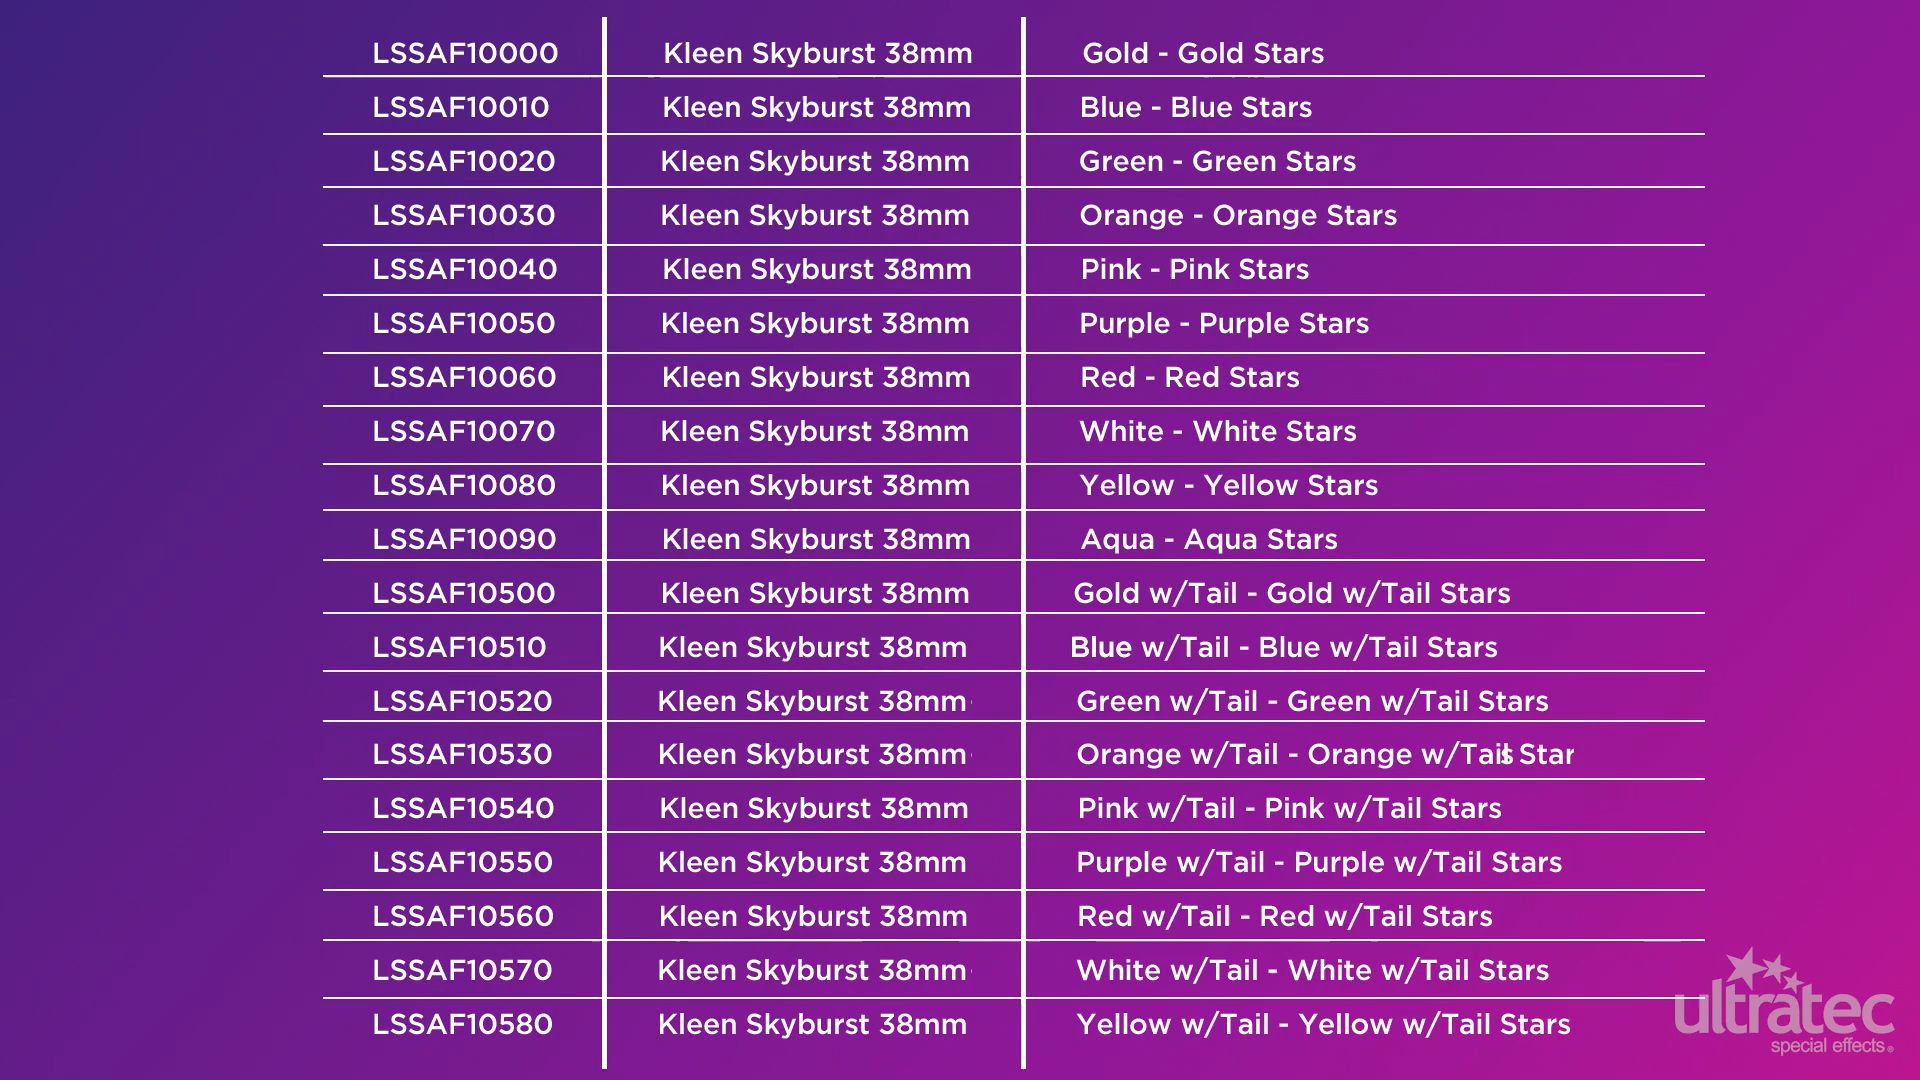 LSSAF10000 Kleen Skyburst 38mm Gold - Gold Stars
LSSAF10010 Kleen Skyburst 38mm Blue - Blue Stars
LSSAF10020 Kleen Skyburst 38mm Green - Green Stars
LSSAF10030 Kleen Skyburst 38mm Orange - Orange Stars
LSSAF10040 Kleen Skyburst 38mm Pink - Pink Stars
LSSAF10050 Kleen Skyburst 38mm Purple - Purple Stars
LSSAF10060 Kleen Skyburst 38mm Red - Red Stars
LSSAF10070 Kleen Skyburst 38mm White - White Stars
LSSAF10080 Kleen Skyburst 38mm Yellow - Yellow Stars
LSSAF10090 Kleen Skyburst 38mm Aqua - Aqua Stars
LSSAF10500 Kleen Skyburst 38mm Gold w/Tail - Gold w/Tail Stars
LSSAF10510 Kleen Skyburst 38mm Blue w/Tail - Blue w/Tail Stars
LSSAF10520 Kleen Skyburst 38mm Green w/Tail - Green w/Tail Stars
LSSAF10530 Kleen Skyburst 38mm Orange w/Tail - Orange w/Tails Star
LSSAF10540 Kleen Skyburst 38mm Pink w/Tail - Pink w/Tail Stars
LSSAF10550 Kleen Skyburst 38mm Purple w/Tail - Purple w/Tail Stars
LSSAF10560 Kleen Skyburst 38mm Red w/Tail - Red w/Tail Stars
LSSAF10570 Kleen Skyburst 38mm White w/Tail - White w/Tail Stars
LSSAF10580 Kleen Skyburst 38mm Yellow w/Tail - Yellow w/Tail Stars
ultratec
special effects®